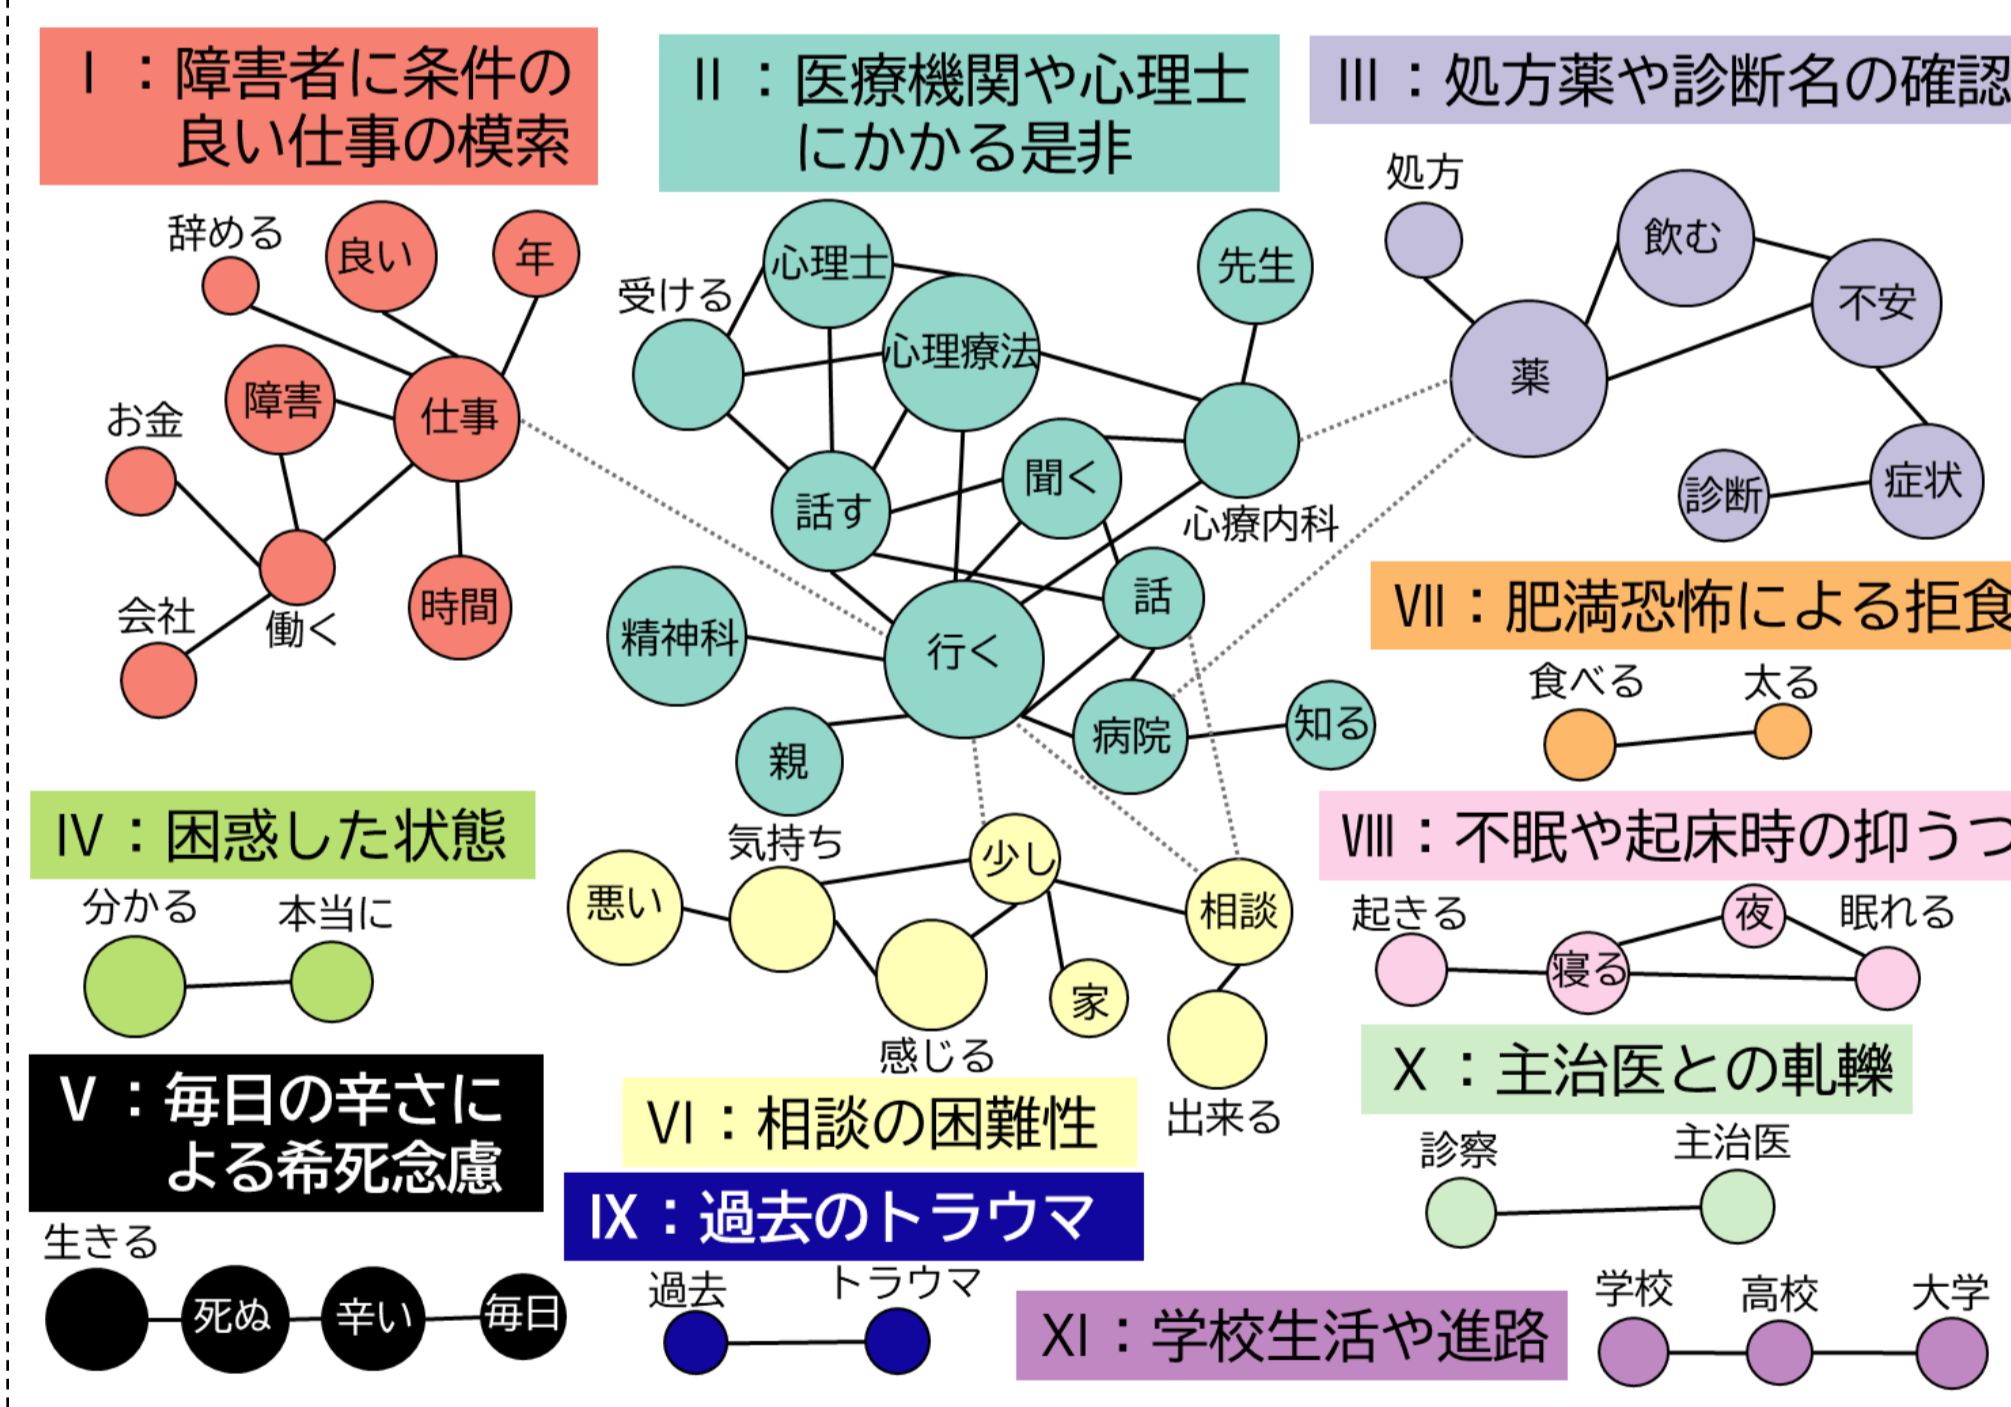 Ⅰ：障害者に条件の
良い仕事の模索
辞める
良い
年
障害
仕事
お金
会社
働く
時間
Ⅱ：医療機関や心理士
にかかる是非
心理士
先生
受ける
心理療法
聞く
話す
心療内科
話
精神科
行く
病院
知る
親
Ⅲ：処方薬や診断名の確認
処方
飲む
不安
薬
診断
症状
Ⅳ：困惑した状態
分かる
本当に
Ⅴ：毎日の辛さに
よる希死念慮
生きる
死ぬ
辛い
毎日
気持ち
少し
悪い
相談
家
感じる
出来る
Ⅵ：相談の困難性
Ⅶ：肥満恐怖による拒食
食べる
太る
Ⅷ：不眠や起床時の抑うつ
起きる
夜
眠れる
寝る
Ⅸ：過去のトラウマ
過去
トラウマ
Ⅹ：主治医との軋轢
診察
主治医
Ⅺ：学校生活や進路
学校
高校
大学